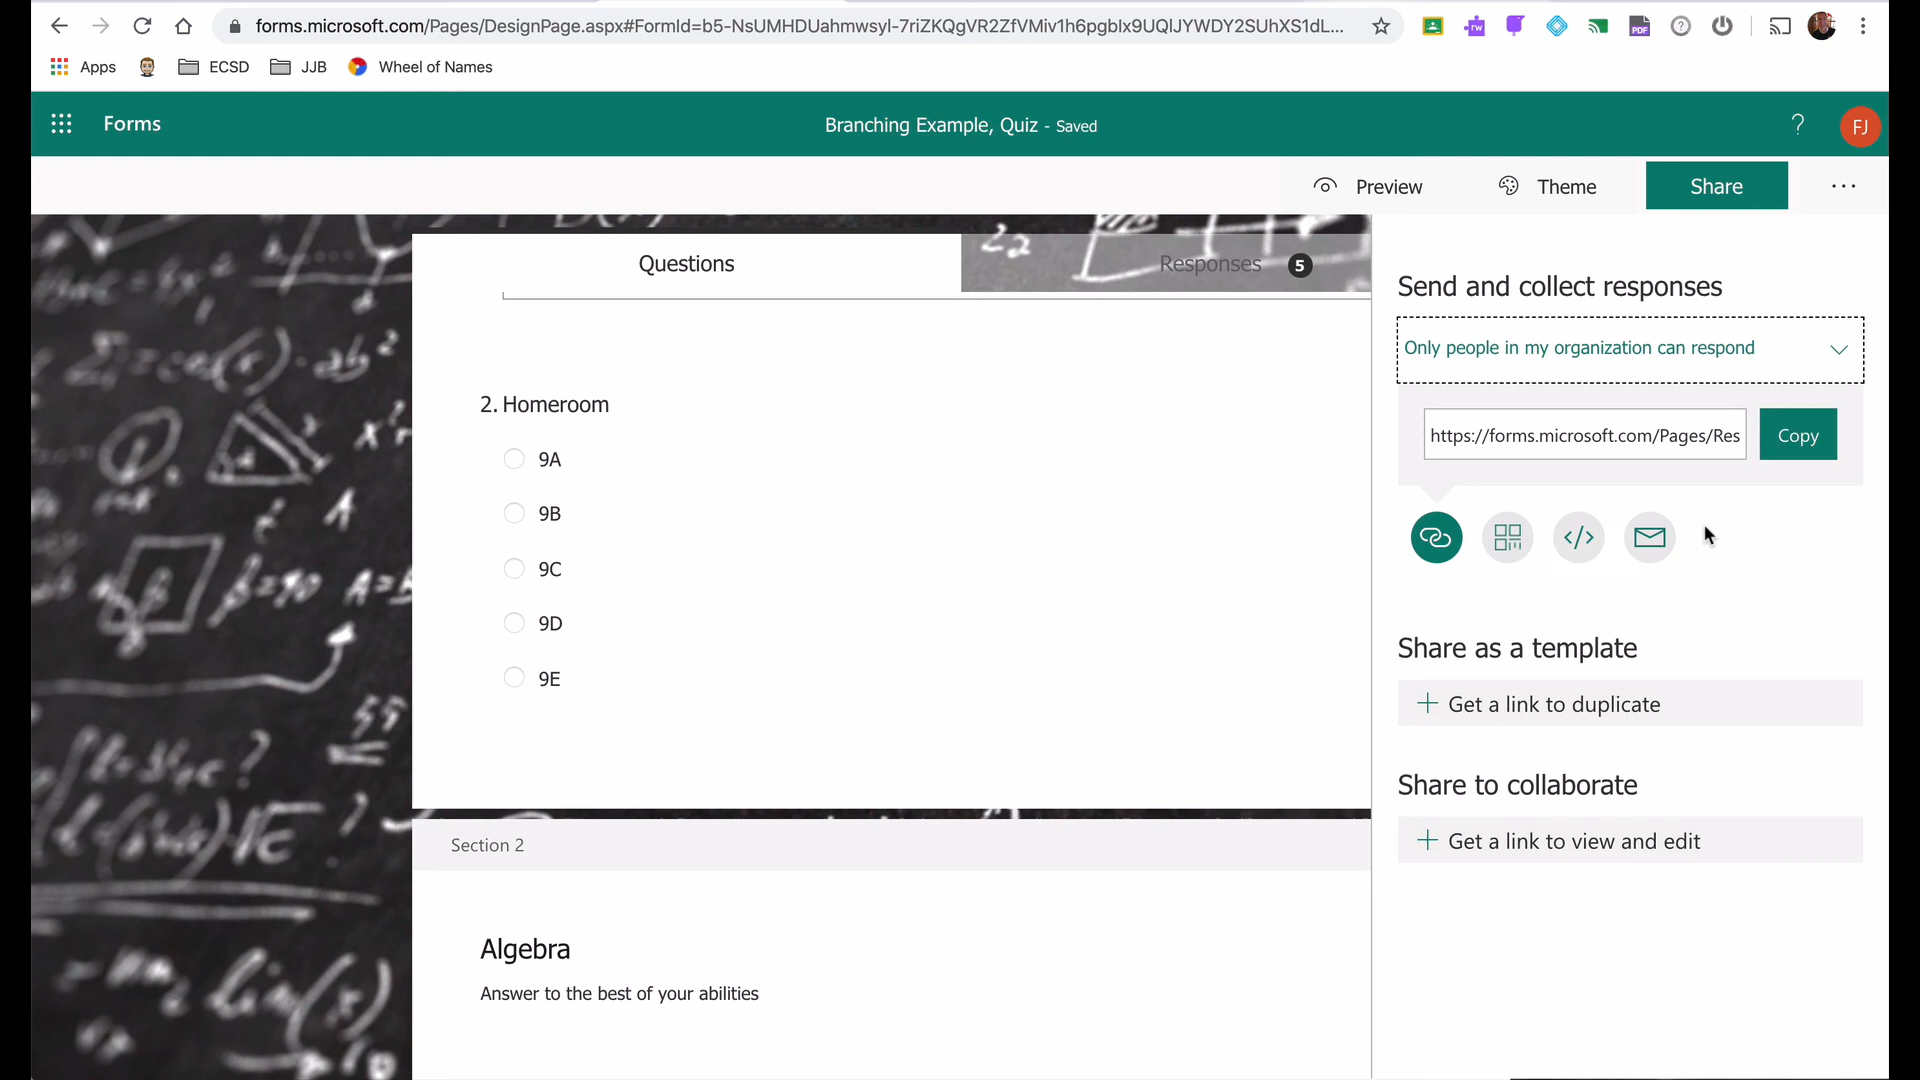 forms.microsoft.com/Pages/DesignPage.aspx#FormId=b5-NsUMHDUahmwsyl-7riZKQgVR2ZfVMiv1h6pgbIx9UQlJYWDY2SUhXS1dL...
Apps ECSD JJB Wheel of Names
Forms
Branching Example, Quiz - Saved
?
FJ
Preview Theme Share ...
Questions
Responses 5
2. Homeroom
9A
9B
9C
9D
9E
Section 2
Algebra
Answer to the best of your abilities
Send and collect responses
Only people in my organization can respond
https://forms.microsoft.com/Pages/Res
Copy
Share as a template
+ Get a link to duplicate
Share to collaborate
+ Get a link to view and edit